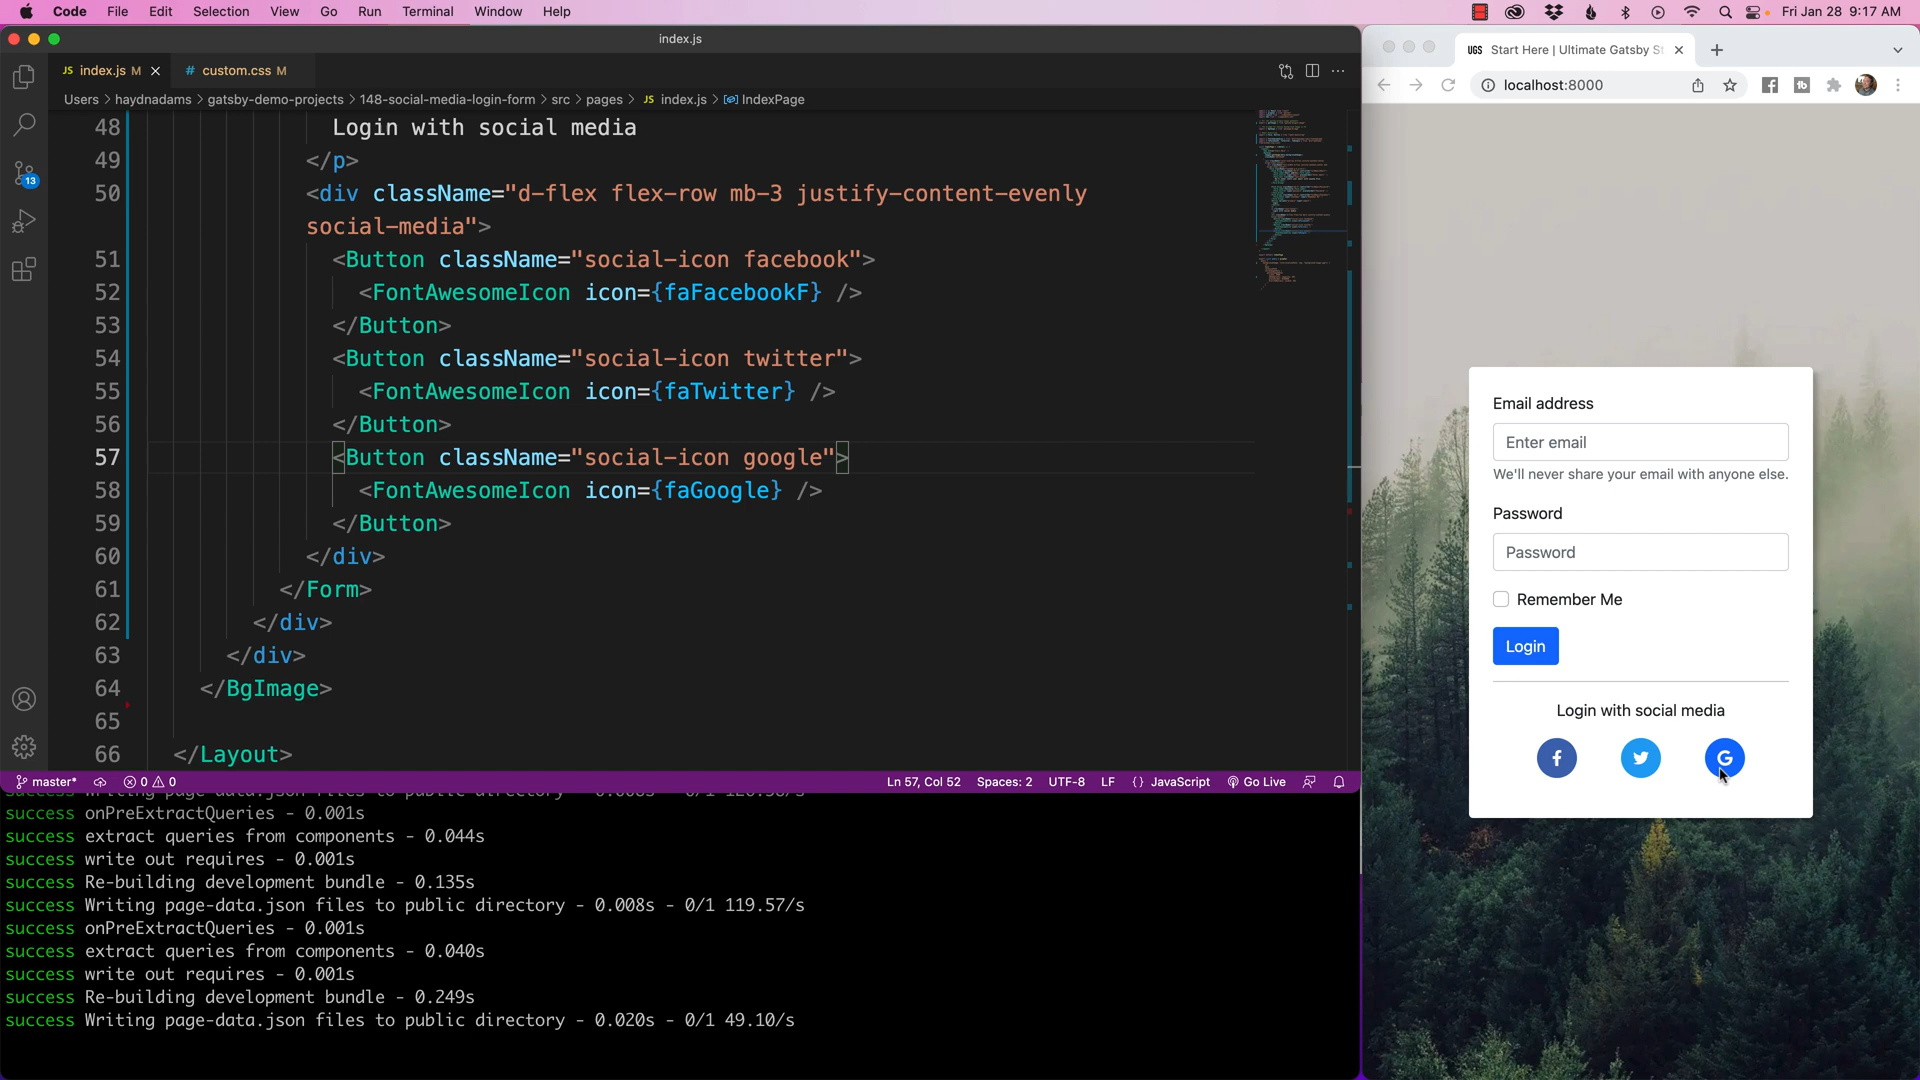 Code File Edit Selection View Go Run Terminal Window Help
Fri Jan 28 9:17 AM
index.js
JS index.js M
# custom.css M
Users > haydnadams > gatsby-demo-projects > 148-social-media-login-form > src > pages > JS index.js > IndexPage
48 Login with social media
49 </p>
50 <div className="d-flex flex-row mb-3 justify-content-evenly
social-media">
51 <Button className="social-icon facebook">
52 <FontAwesomeIcon icon={faFacebookF} />
53 </Button>
54 <Button className="social-icon twitter">
55 <FontAwesomeIcon icon={faTwitter} />
56 </Button>
57 <Button className="social-icon google">
58 <FontAwesomeIcon icon={faGoogle} />
59 </Button>
60 </div>
61 </Form>
62 </div>
63 </div>
64 </BgImage>
65
66 </Layout>
13
master* 0 0 Ln 57, Col 52 Spaces: 2 UTF-8 LF {} JavaScript Go Live
success onPreExtractQueries - 0.001s
success extract queries from components - 0.044s
success write out requires - 0.001s
success Re-building development bundle - 0.135s
success Writing page-data.json files to public directory - 0.008s - 0/1 119.57/s
success onPreExtractQueries - 0.001s
success extract queries from components - 0.040s
success write out requires - 0.001s
success Re-building development bundle - 0.249s
success Writing page-data.json files to public directory - 0.020s - 0/1 49.10/s
UGS Start Here | Ultimate Gatsby St
localhost:8000
Email address
Enter email
We'll never share your email with anyone else.
Password
Password
Remember Me
Login
Login with social media